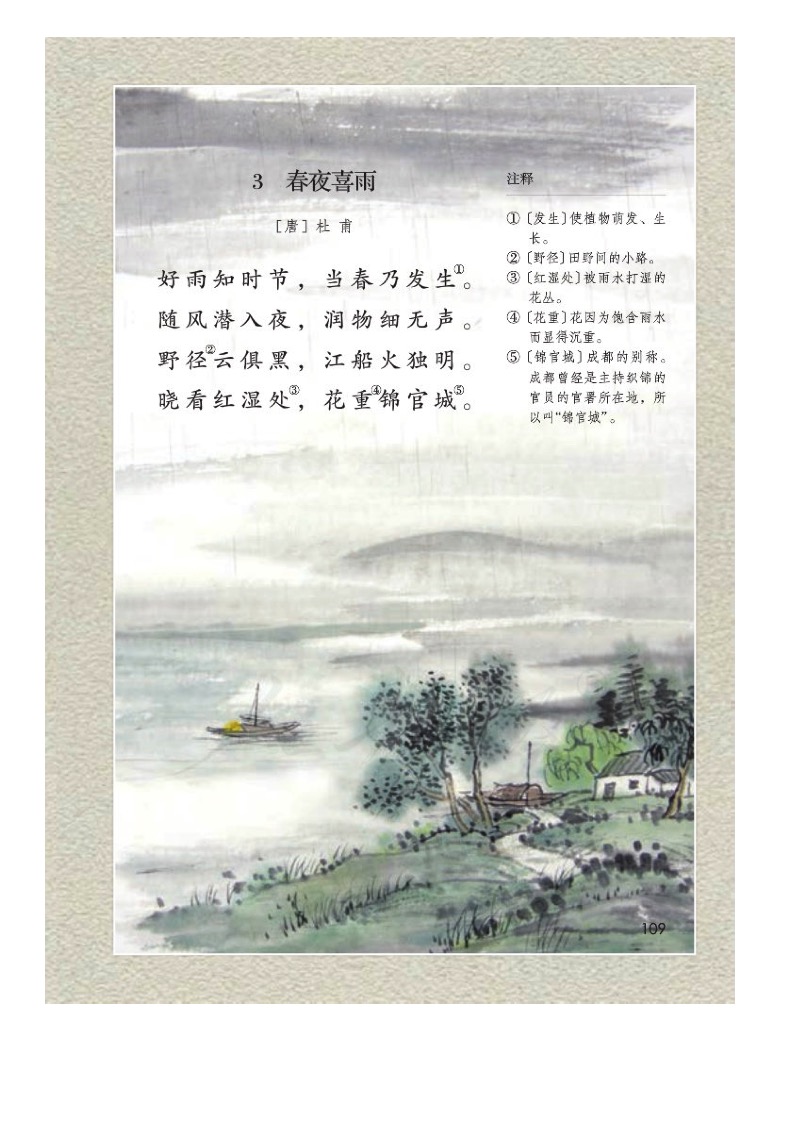 3 春夜喜雨
［唐］杜 甫
好雨知时节，当春乃发生①。
随风潜入夜，润物细无声。
野径②云俱黑，江船火独明。
晓看红湿处③，花重④锦官城⑤。
注释
①〔发生〕使植物萌发、生
长。
②〔野径〕田野间的小路。
③〔红湿处〕被雨水打湿的
花丛。
④〔花重〕花因为饱含雨水
而显得沉重。
⑤〔锦官城〕成都的别称。
成都曾经是主持织锦的
官员的官署所在地，所
以叫“锦官城”。
109